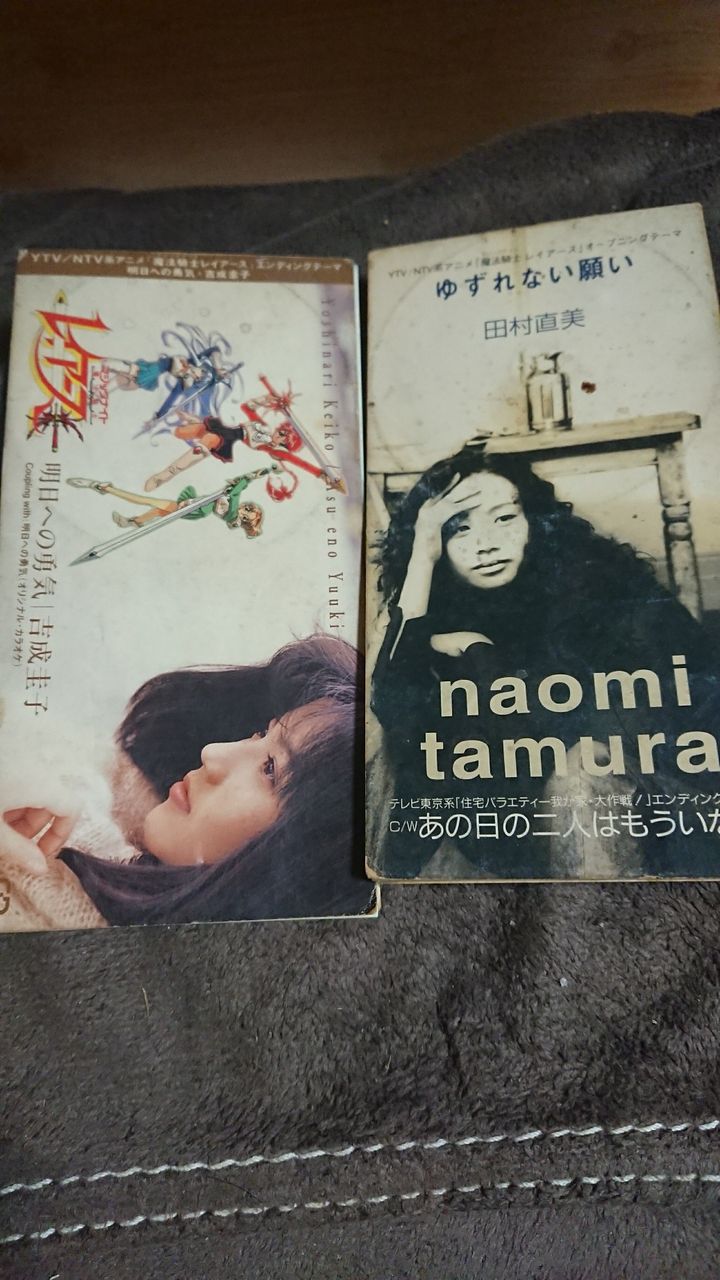 YTV/NTV系アニメ「魔法騎士レイアース」エンディングテーマ
明日への勇気・吉成圭子
レイアース
Yoshinari Keiko
eno Yuuki
明日への勇気|吉成圭子
Coupling with 明日への勇気(オリジナル・カラオケ)
YTV/NTV系アニメ「魔法騎士レイアース」オープニングテーマ
ゆずれない願い
田村直美
naomi
tamura
テレビ東京系「住宅バラエティー我が家・大作戦!」エンディング
C/Wあの日の二人はもういな